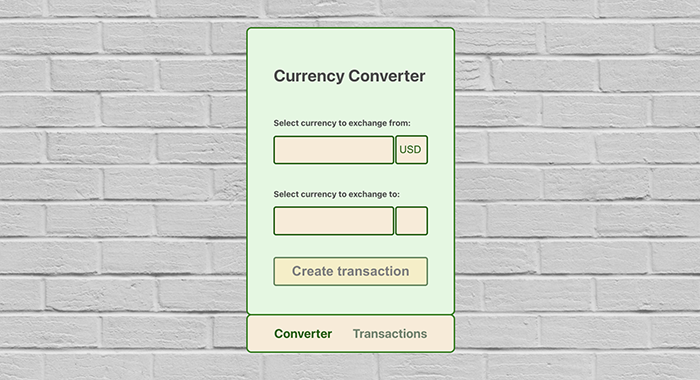 Currency Converter
Select currency to exchange from:
USD
Select currency to exchange to:
Create transaction
Converter Transactions